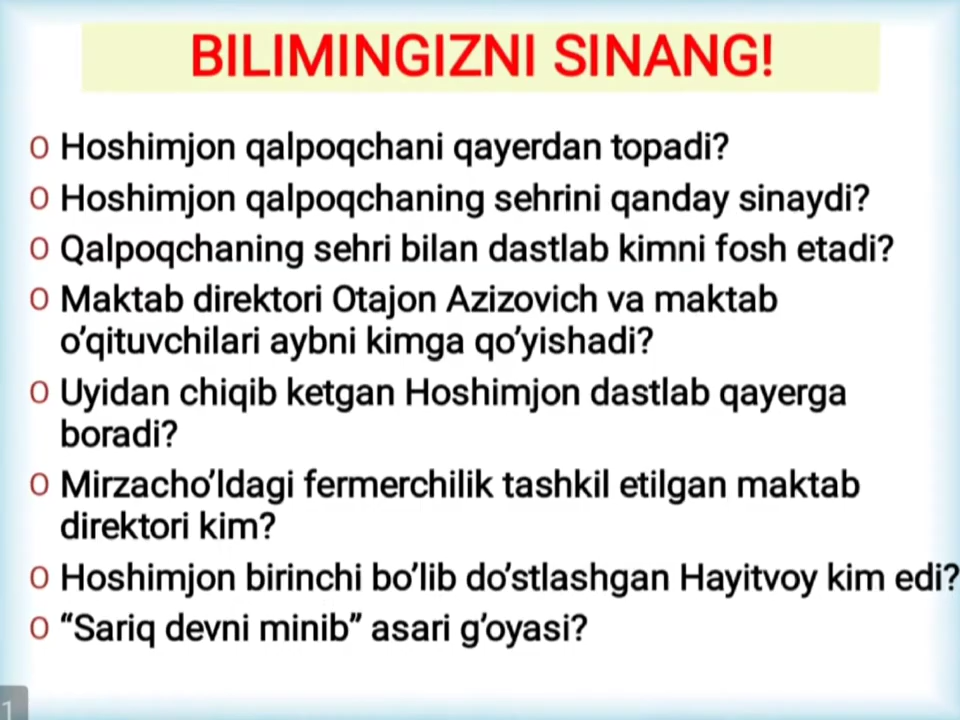 BILIMINGIZNI SINANG!
O Hoshimjon qalpoqchani qayerdan topadi?
O Hoshimjon qalpoqchaning sehrini qanday sinaydi?
O Qalpoqchaning sehri bilan dastlab kimni fosh etadi?
O Maktab direktori Otajon Azizovich va maktab
o’qituvchilari aybni kimga qo’yishadi?
O Uyidan chiqib ketgan Hoshimjon dastlab qayerga
boradi?
O Mirzacho’ldagi fermerchilik tashkil etilgan maktab
direktori kim?
O Hoshimjon birinchi bo’lib do’stlashgan Hayitvoy kim edi?
O “Sariq devni minib” asari g’oyasi?
1